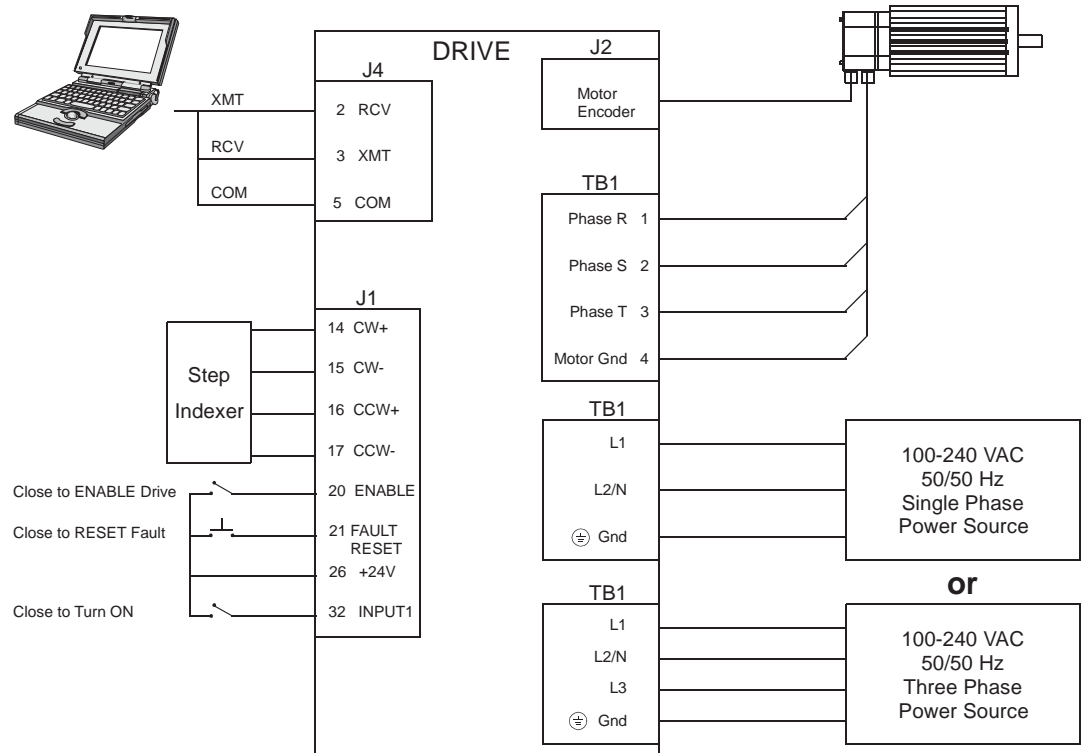 DRIVE
J4
XMT
2 RCV
RCV
3 XMT
COM
5 COM
J2
Motor
Encoder
TB1
Phase R 1
Phase S 2
Phase T 3
Motor Gnd 4
J1
Step
Indexer
14 CW+
15 CW-
16 CCW+
17 CCW-
Close to ENABLE Drive
20 ENABLE
Close to RESET Fault
21 FAULT
RESET
26 +24V
Close to Turn ON
32 INPUT1
TB1
L1
L2/N
Gnd
100-240 VAC
50/50 Hz
Single Phase
Power Source
or
TB1
L1
L2/N
L3
Gnd
100-240 VAC
50/50 Hz
Three Phase
Power Source